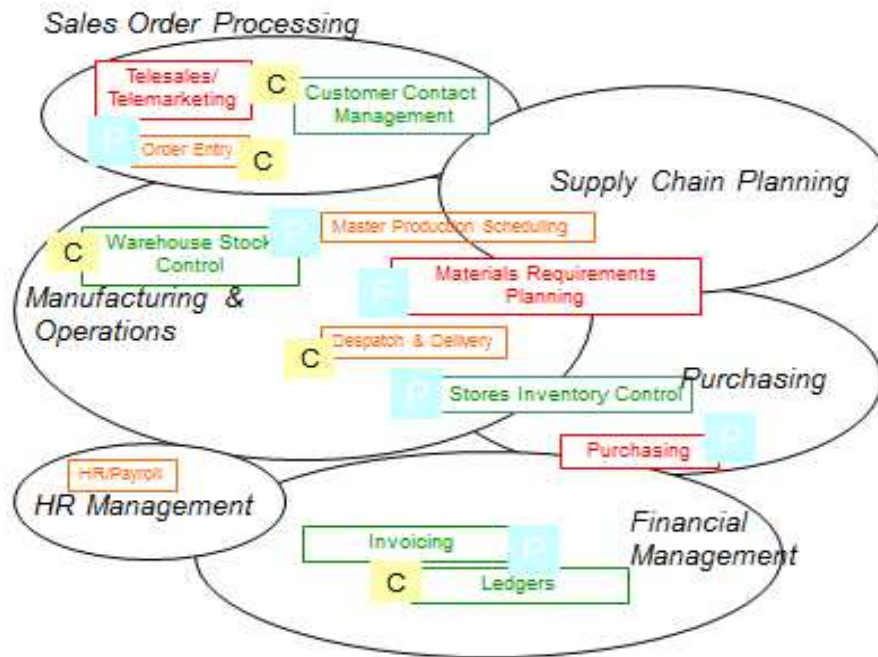 Sales Order Processing
Telesales/
Telemarketing
C
Customer Contact
Management
P
Order Entry
C
Supply Chain Planning
P
Master Production Scheduling
C
Warehouse Stock
Control
Materials Requirements
Planning
P
Manufacturing &
Operations
Despatch & Delivery
C
Purchasing
P
Stores Inventory Control
Purchasing
P
HR/Payroll
HR Management
Financial
Management
Invoicing
P
C
Ledgers